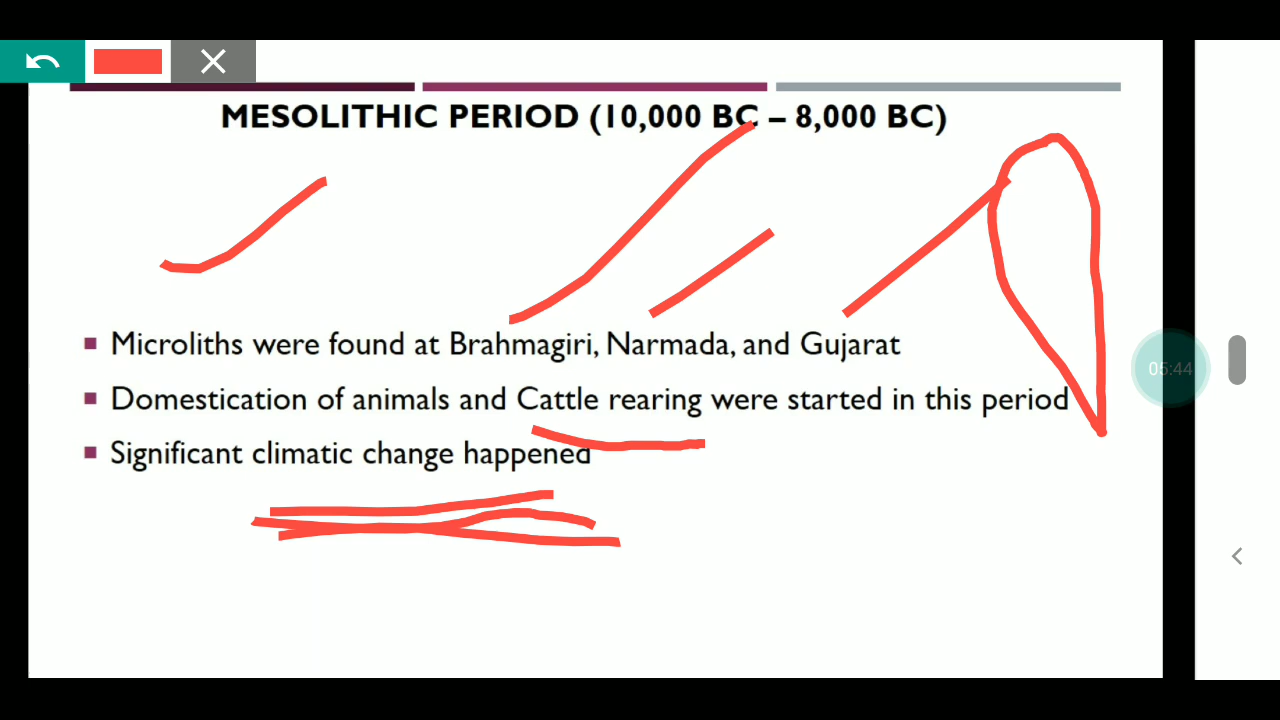 MESOLITHIC PERIOD (10,000 BC – 8,000 BC)
Microliths were found at Brahmagiri, Narmada, and Gujarat
Domestication of animals and Cattle rearing were started in this period
05:44
Significant climatic change happened